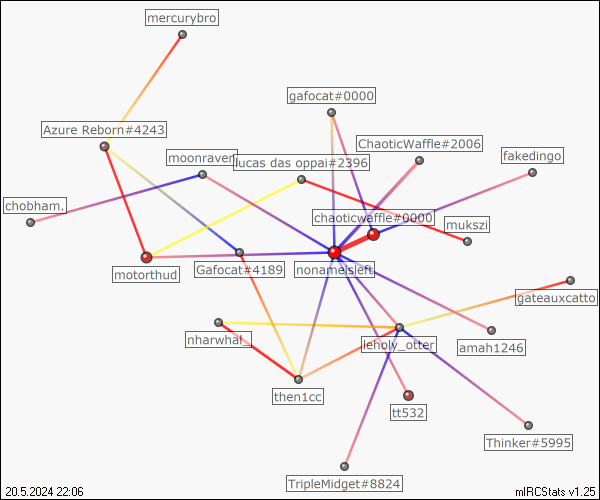 mercurybro
gafocat#0000
Azure Reborn#4243
ChaoticWaffle#2006
moonraven
lucas das oppai#2396
fakedingo
chobham.
chaoticwaffle#0000
mukszi
motorthud
Gafocat#4189
nonameisleft
gateauxcatto
nharwhal_
leholy_otter
amah1246
then1cc
tt532
Thinker#5995
TripleMidget#8824
20.5.2024 22:06
mIRCStats v1.25